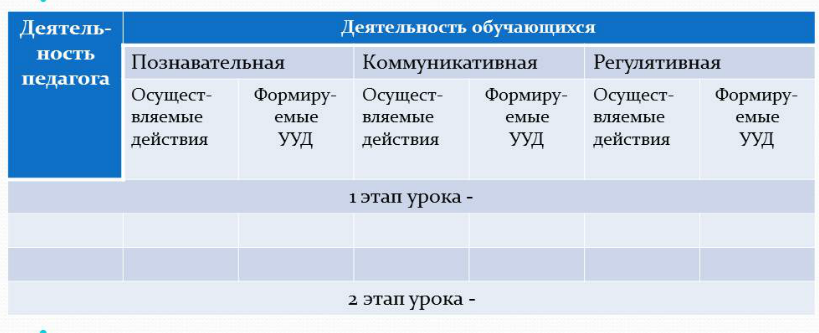 Деятель-
ность
педагога
Деятельность обучающихся
Познавательная
Коммуникативная
Регулятивная
Осущест-
вляемые
действия
Формиру-
емые
УУД
Осущест-
вляемые
действия
Формиру-
емые
УУД
Осущест-
вляемые
действия
Формиру-
емые
УУД
1 этап урока -
2 этап урока -